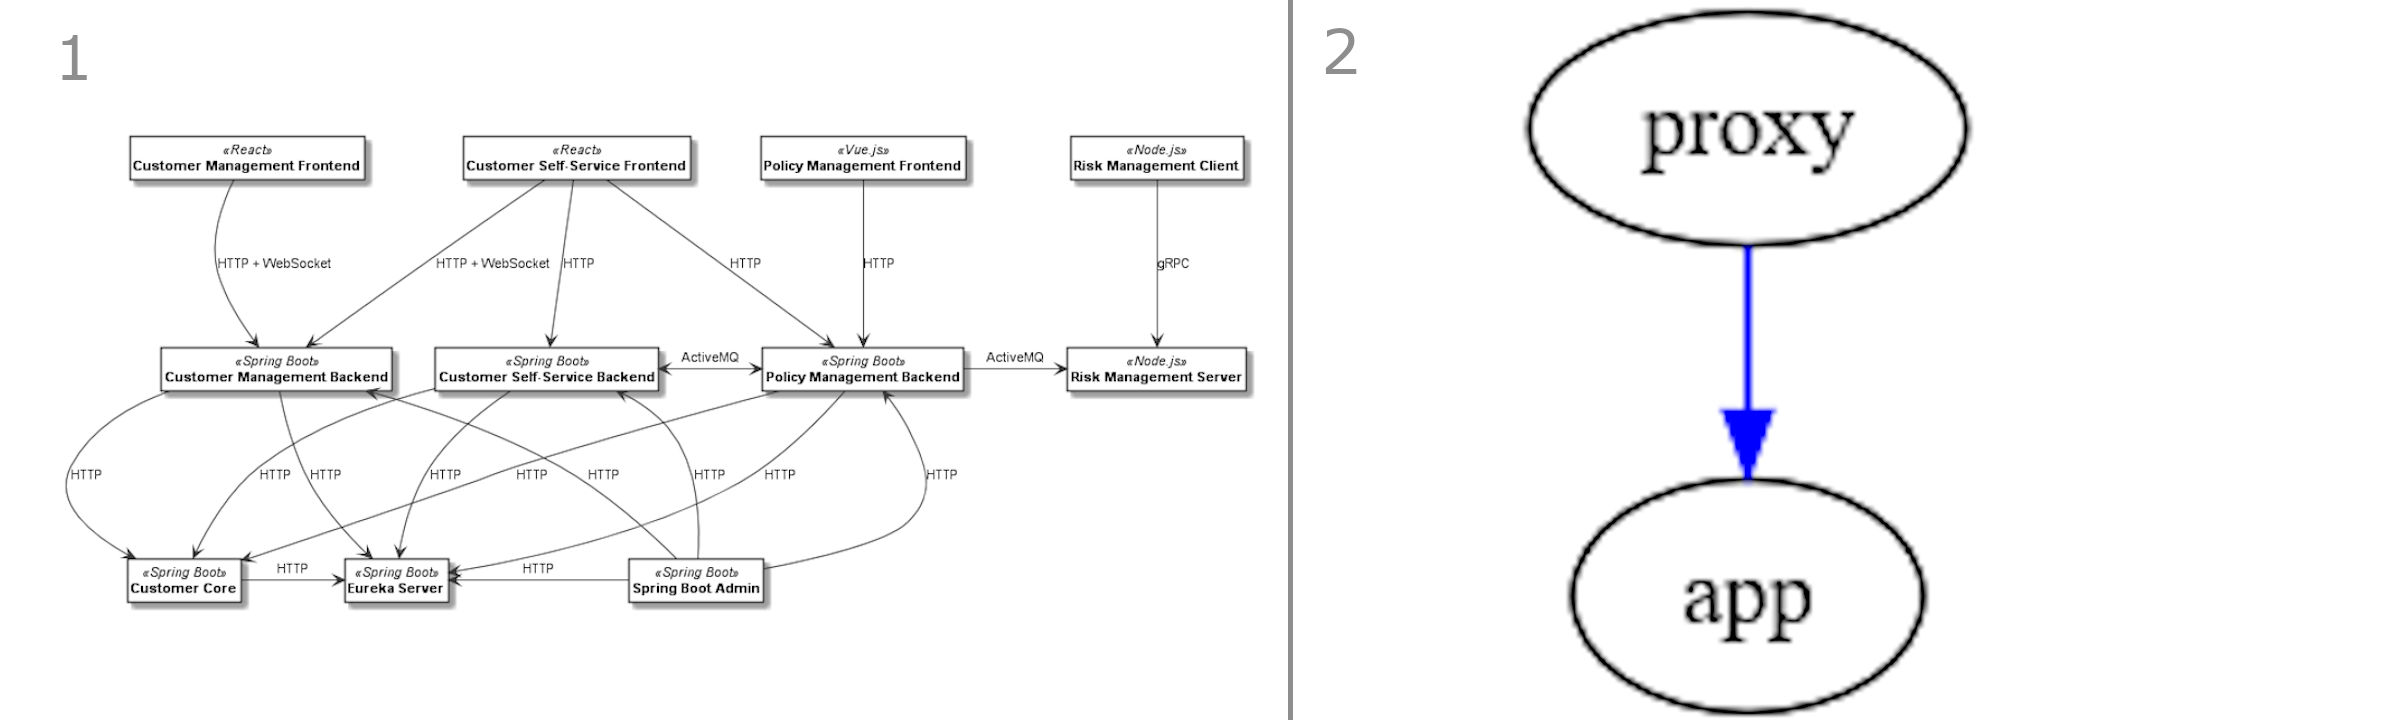 1
«React»
Customer Management Frontend
«React»
Customer Self-Service Frontend
«Vue.js»
Policy Management Frontend
«Node.js»
Risk Management Client
HTTP + WebSocket
HTTP + WebSocket
HTTP
HTTP
HTTP
gRPC
«Spring Boot»
Customer Management Backend
«Spring Boot»
Customer Self-Service Backend
ActiveMQ
«Spring Boot»
Policy Management Backend
ActiveMQ
«Node.js»
Risk Management Server
HTTP
HTTP
HTTP
HTTP
HTTP
HTTP
HTTP
HTTP
HTTP
«Spring Boot»
Customer Core
HTTP
«Spring Boot»
Eureka Server
HTTP
«Spring Boot»
Spring Boot Admin
2
proxy
app